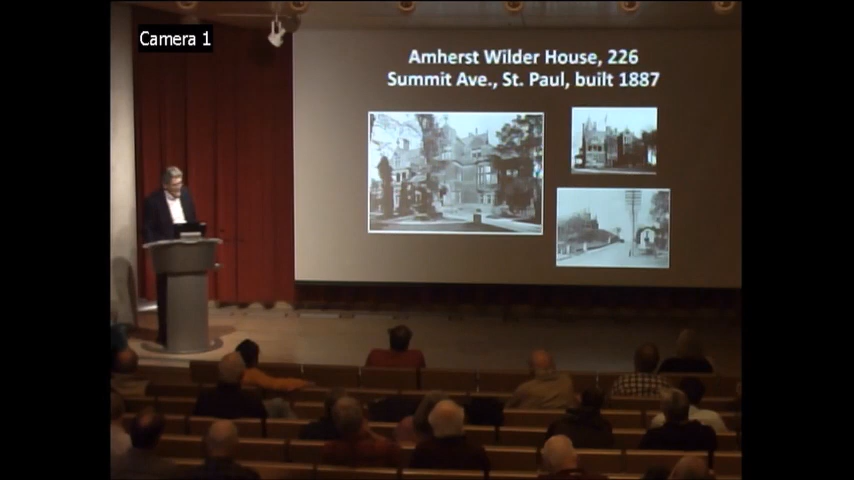 Camera 1
Amherst Wilder House, 226
Summit Ave., St. Paul, built 1887